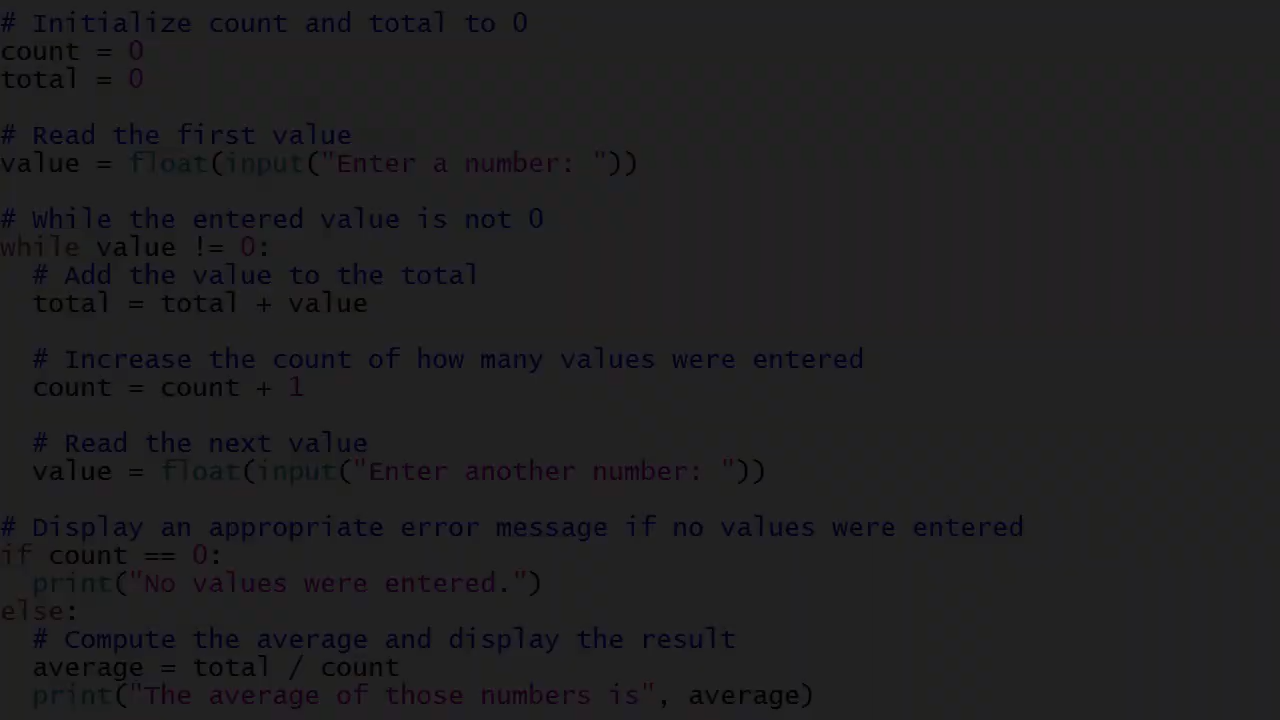 # Initialize count and total to 0
count = 0
total = 0
# Read the first value
value = float(input("Enter a number: "))
# While the entered value is not 0
while value != 0:
# Add the value to the total
total = total + value
# Increase the count of how many values were entered
count = count + 1
# Read the next value
value = float(input("Enter another number: "))
# Display an appropriate error message if no values were entered
if count == 0:
print("No values were entered.")
else:
# Compute the average and display the result
average = total / count
print("The average of those numbers is", average)